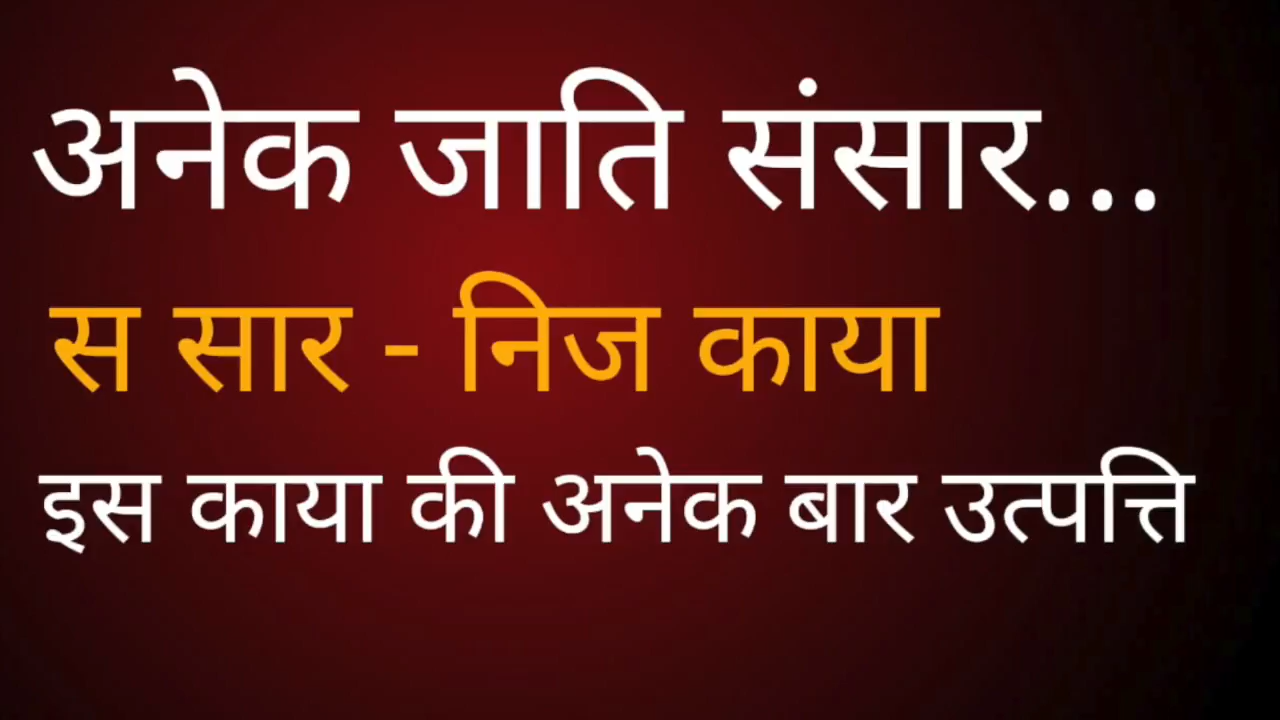 अनेक जाति संसार...
स सार - निज काया
इस काया की अनेक बार उत्पत्ति